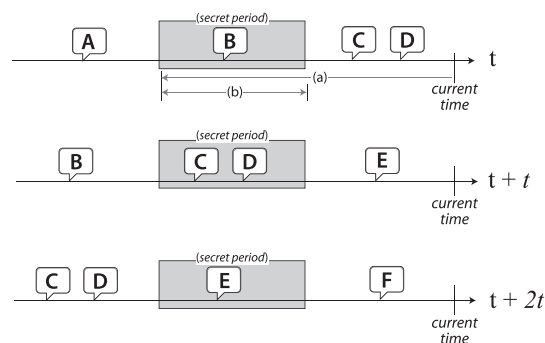 (secret period)
A B C D
t
(a)
(b)
current
time
(secret period)
B C D E
t + t
current
time
(secret period)
C D E F
t + 2t
current
time